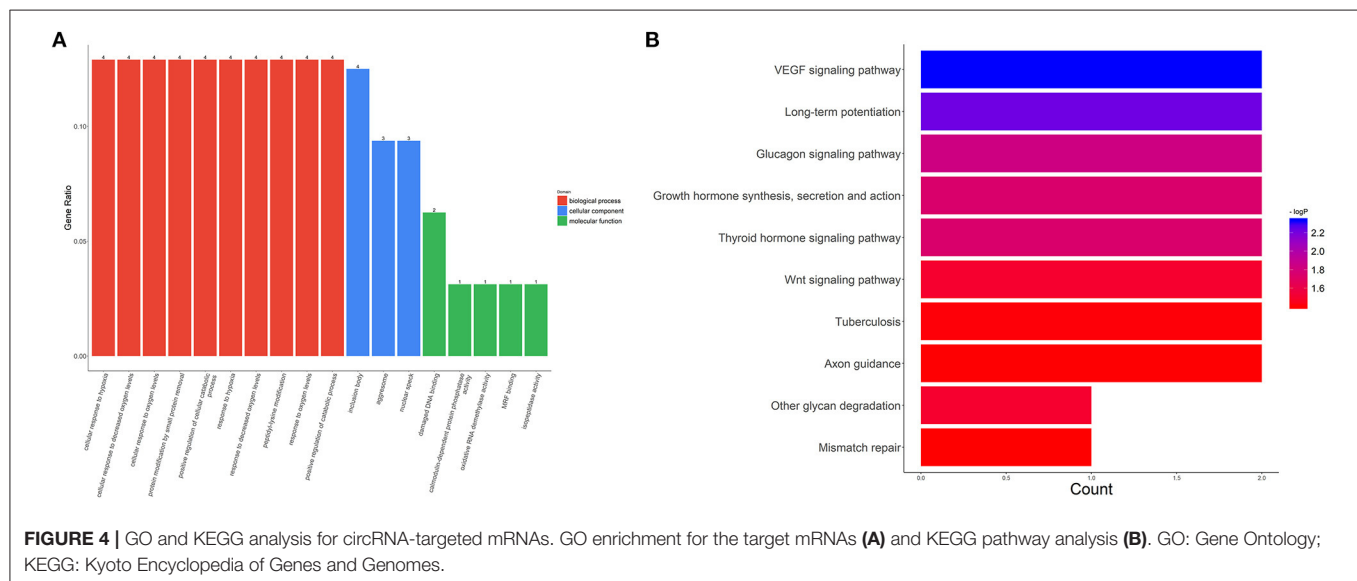 A
Gene Ratio
0.10
0.05
0.00
4 4 4 4 4 4 4 4 4 4 4 3 3 2 1 1 1 1
cellular response to hypoxia
cellular response to decreased oxygen levels
cellular response to oxygen levels
protein modification by small protein removal
positive regulation of cellular catabolic
process
response to hypoxia
response to decreased oxygen levels
peptidyl-lysine modification
response to oxygen levels
positive regulation of catabolic process
inclusion body
aggresome
nuclear speck
damaged DNA binding
calmodulin-dependent protein phosphatase
activity
oxidative RNA demethylase activity
MRF binding
isopeptidase activity
Domain
biological process
cellular component
molecular function
B
VEGF signaling pathway
Long-term potentiation
Glucagon signaling pathway
Growth hormone synthesis, secretion and action
Thyroid hormone signaling pathway
Wnt signaling pathway
Tuberculosis
Axon guidance
Other glycan degradation
Mismatch repair
0.0 0.5 1.0 1.5 2.0
Count
- logP
2.2
2.0
1.8
1.6
FIGURE 4 | GO and KEGG analysis for circRNA-targeted mRNAs. GO enrichment for the target mRNAs (A) and KEGG pathway analysis (B). GO: Gene Ontology;
KEGG: Kyoto Encyclopedia of Genes and Genomes.